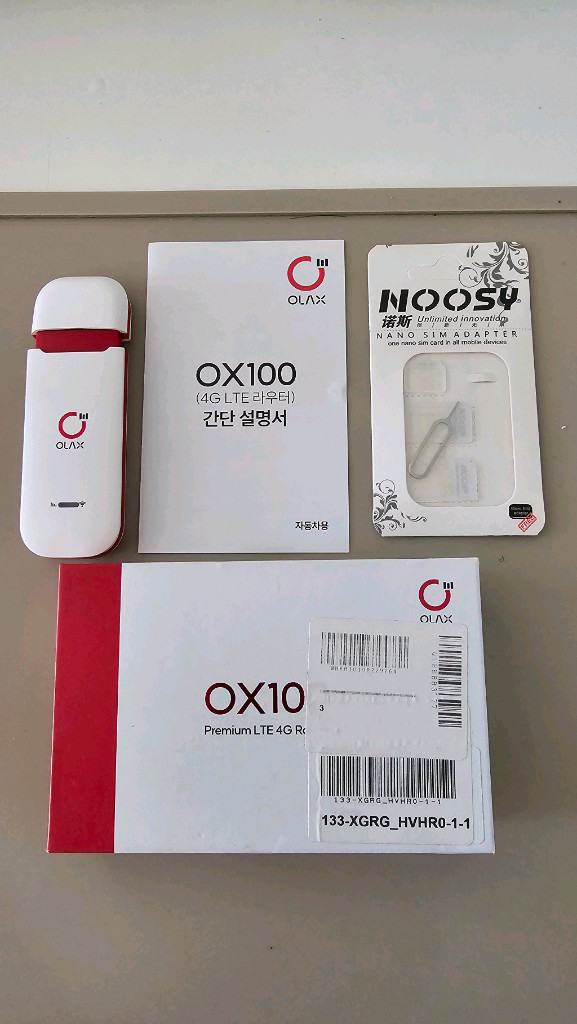 OLAX
OLAX
OX100
(4G LTE 라우터)
간단 설명서
자동차용
NOOSY
诺斯 Unlimited innovation
NANO SIM ADAPTER
one nano sim card in all mobile devices
OLAX
OX10
Premium LTE 4G Ro
3
133-XGRG_HVHR0-1-1
133-XGRG_HVHR0-1-1